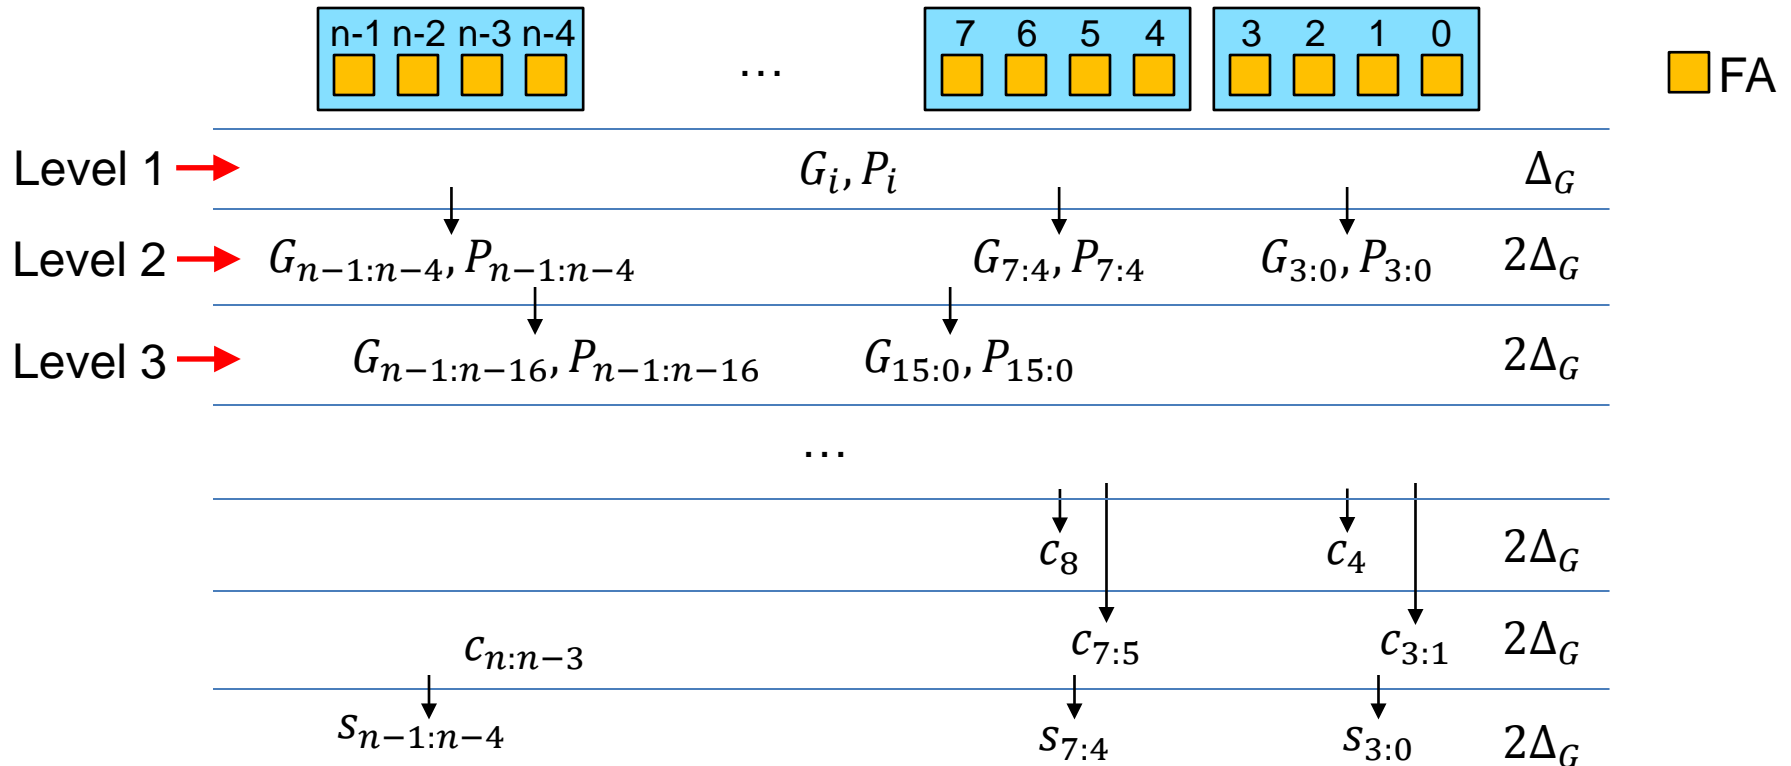 n-1 n-2 n-3 n-4 … 7 6 5 4 3 2 1 0
FA
Level 1 G_i, P_i Δ_G
Level 2 G_{n−1:n−4}, P_{n−1:n−4} G_{7:4}, P_{7:4} G_{3:0}, P_{3:0} 2Δ_G
Level 3 G_{n−1:n−16}, P_{n−1:n−16} G_{15:0}, P_{15:0} 2Δ_G
…
c_8 c_4 2Δ_G
c_{n:n−3} c_{7:5} c_{3:1} 2Δ_G
s_{n−1:n−4} s_{7:4} s_{3:0} 2Δ_G